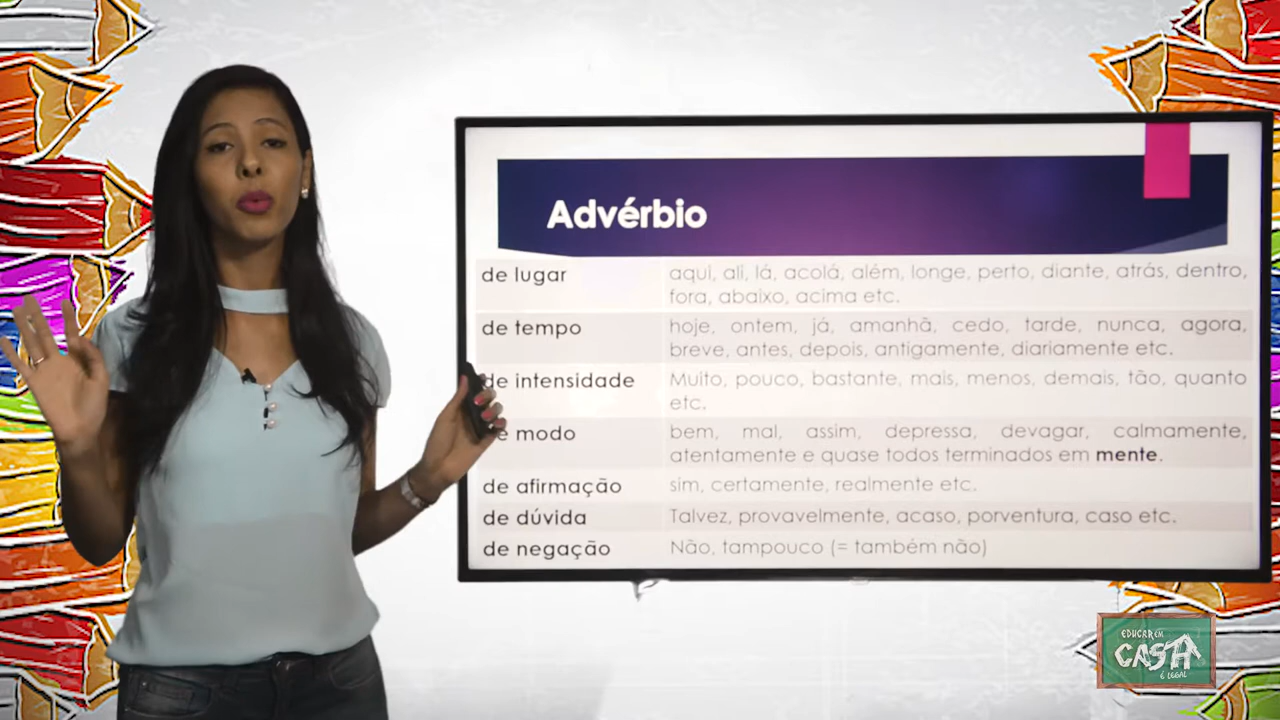 Advérbio
de lugar
aqui, ali, lá, acolá, além, longe, perto, diante, atrás, dentro,
fora, abaixo, acima etc.
de tempo
hoje, ontem, já, amanhã, cedo, tarde, nunca, agora,
breve, antes, depois, antigamente, diariamente etc.
de intensidade
Muito, pouco, bastante, mais, menos, demais, tão, quanto
etc.
e modo
bem, mal, assim, depressa, devagar, calmamente,
atentamente e quase todos terminados em mente.
de afirmação
sim, certamente, realmente etc.
de dúvida
Talvez, provavelmente, acaso, porventura, caso etc.
de negação
Não, tampouco (= também não)
EDUCAR EM
CASA
É LEGAL